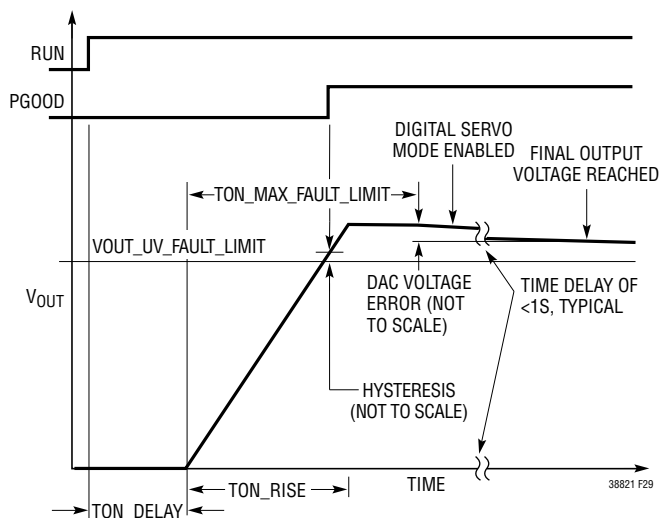 RUN
PGOOD
DIGITAL SERVO
MODE ENABLED
FINAL OUTPUT
VOLTAGE REACHED
TON_MAX_FAULT_LIMIT
VOUT_UV_FAULT_LIMIT
VOUT
DAC VOLTAGE
ERROR (NOT
TO SCALE)
TIME DELAY OF
<1S, TYPICAL
HYSTERESIS
(NOT TO SCALE)
TON_RISE
TIME
38821 F29
TON_DELAY